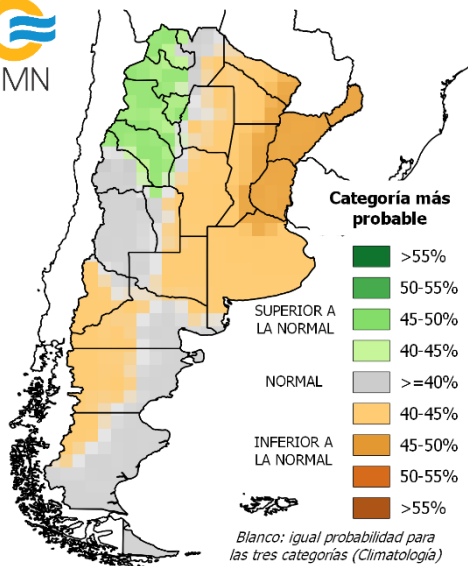 MN
Categoría más
probable
>55%
50-55%
SUPERIOR A
LA NORMAL
45-50%
40-45%
NORMAL
>=40%
40-45%
INFERIOR A
LA NORMAL
45-50%
50-55%
>55%
Blanco: igual probabilidad para
las tres categorías (Climatología)